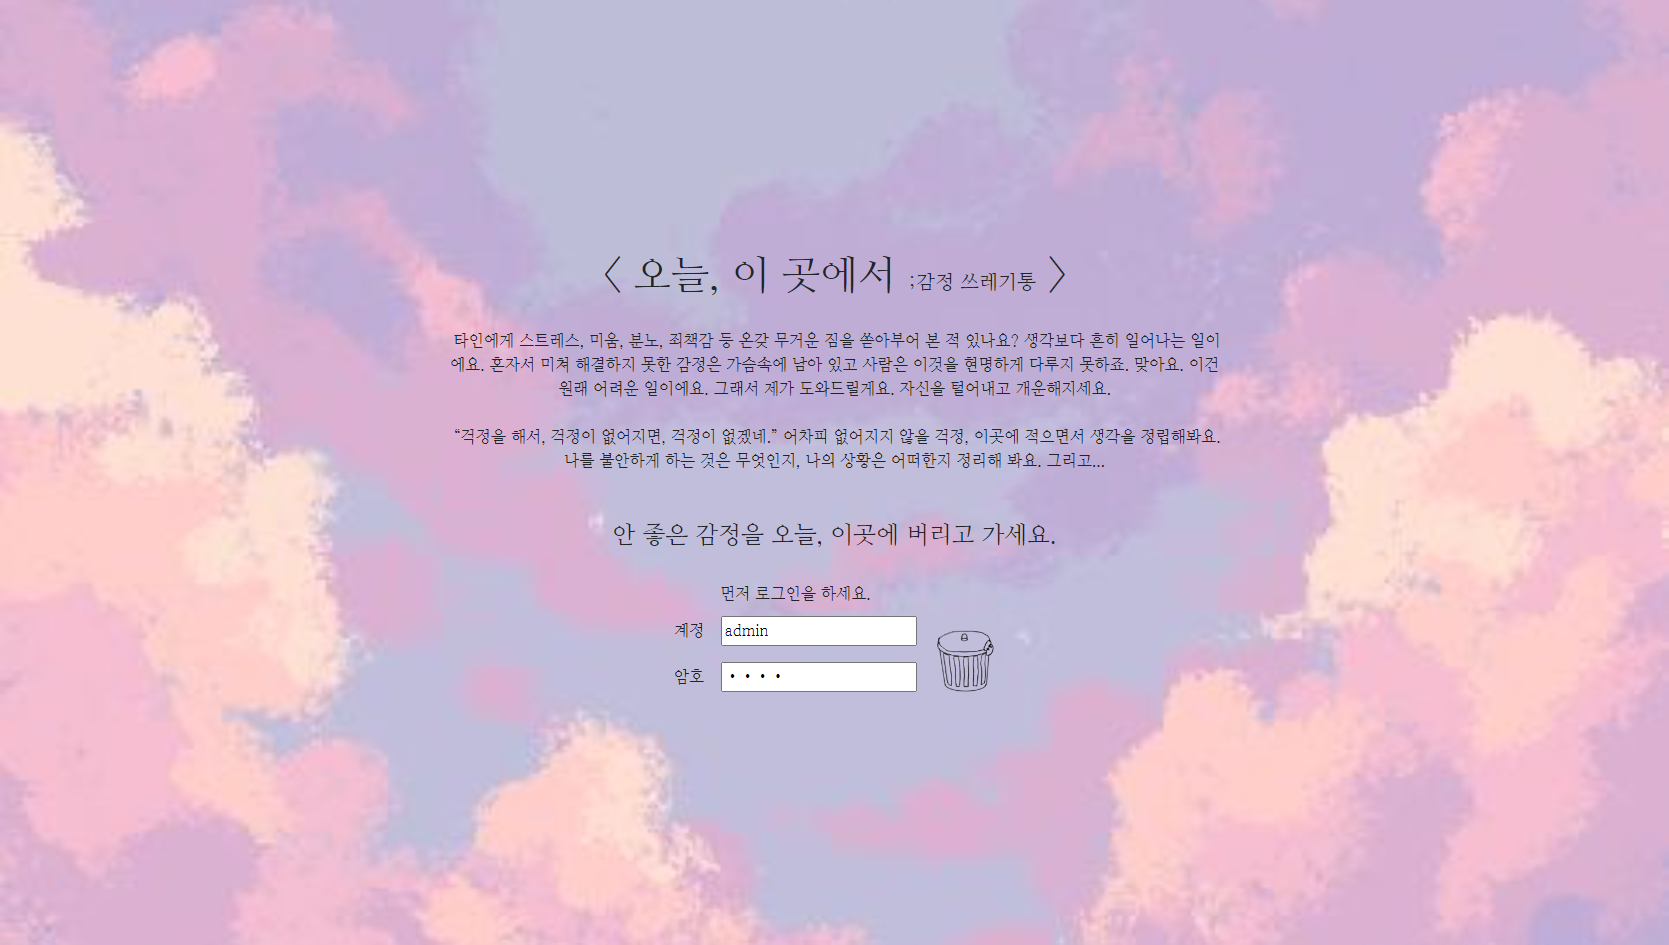 〈 오늘, 이 곳에서 ;감정 쓰레기통 〉
타인에게 스트레스, 미움, 분노, 죄책감 등 온갖 무거운 짐을 쏟아부어 본 적 있나요? 생각보다 흔히 일어나는 일이
에요. 혼자서 미쳐 해결하지 못한 감정은 가슴속에 남아 있고 사람은 이것을 현명하게 다루지 못하죠. 맞아요. 이건
원래 어려운 일이에요. 그래서 제가 도와드릴게요. 자신을 털어내고 개운해지세요.
“걱정을 해서, 걱정이 없어지면, 걱정이 없겠네.” 어차피 없어지지 않을 걱정, 이곳에 적으면서 생각을 정립해봐요.
나를 불안하게 하는 것은 무엇인지, 나의 상황은 어떠한지 정리해 봐요. 그리고...
안 좋은 감정을 오늘, 이곳에 버리고 가세요.
먼저 로그인을 하세요.
계정 admin
암호 ••••